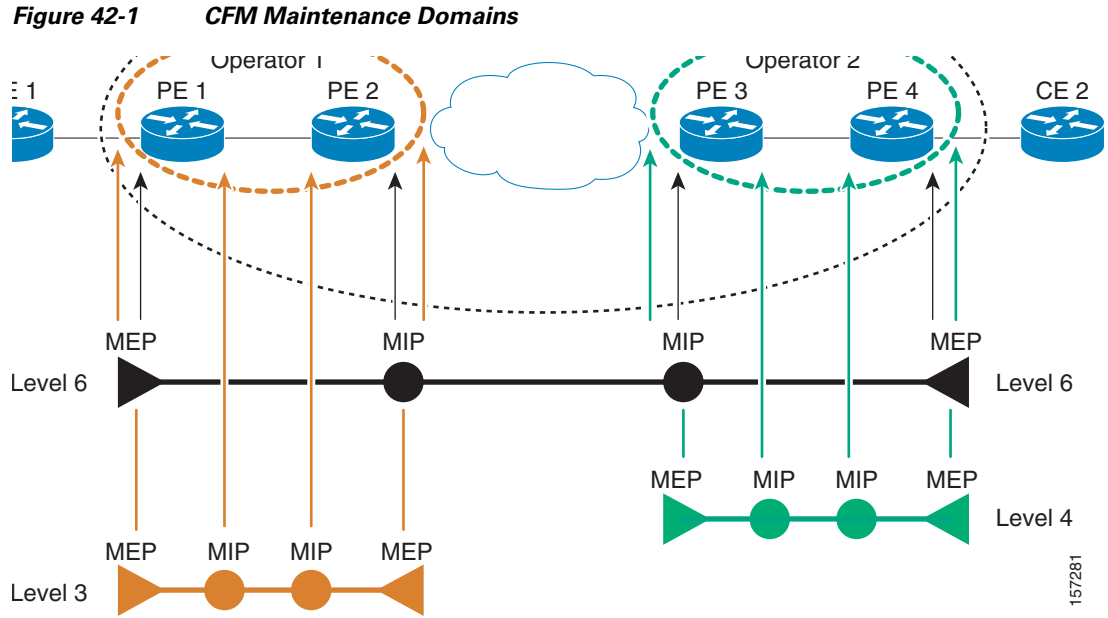 Figure 42-1 CFM Maintenance Domains
Operator 1 Operator 2
E 1 PE 1 PE 2 PE 3 PE 4 CE 2
MEP MIP MIP MEP
Level 6 Level 6
MEP MIP MIP MEP
Level 4
MEP MIP MIP MEP
Level 3
157281